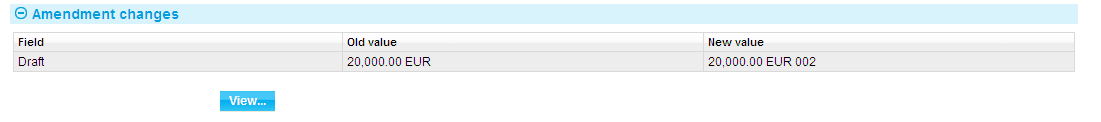 Amendment changes
Field Old value New value
Draft 20,000.00 EUR 20,000.00 EUR 002
View...